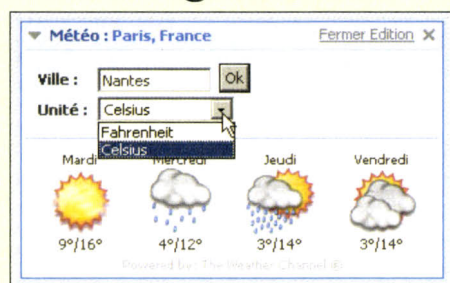 Météo : Paris, France Fermer Edition X
Ville : Nantes Ok
Unité : Celsius
Fahrenheit
Celsius
Mardi Mercredi Jeudi Vendredi
9°/16° 4°/12° 3°/14° 3°/14°
Powered by: The Weather Channel ®